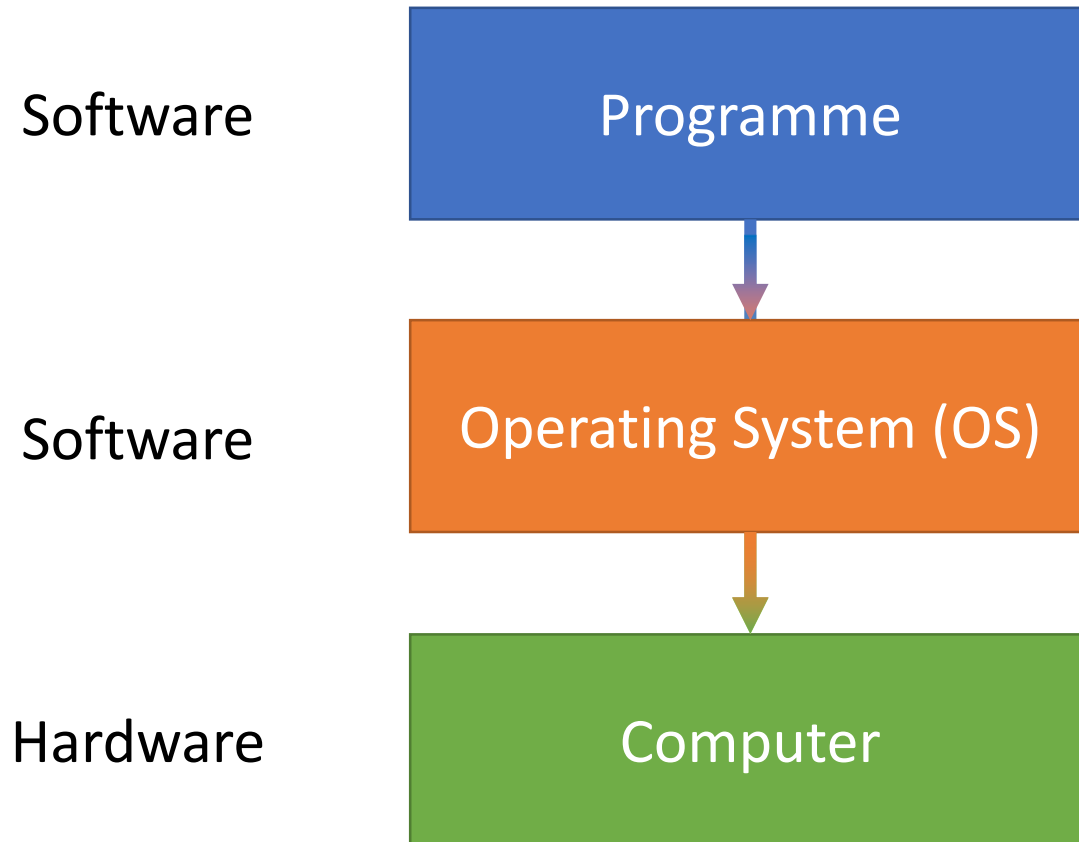 Software
Programme
Software
Operating System (OS)
Hardware
Computer